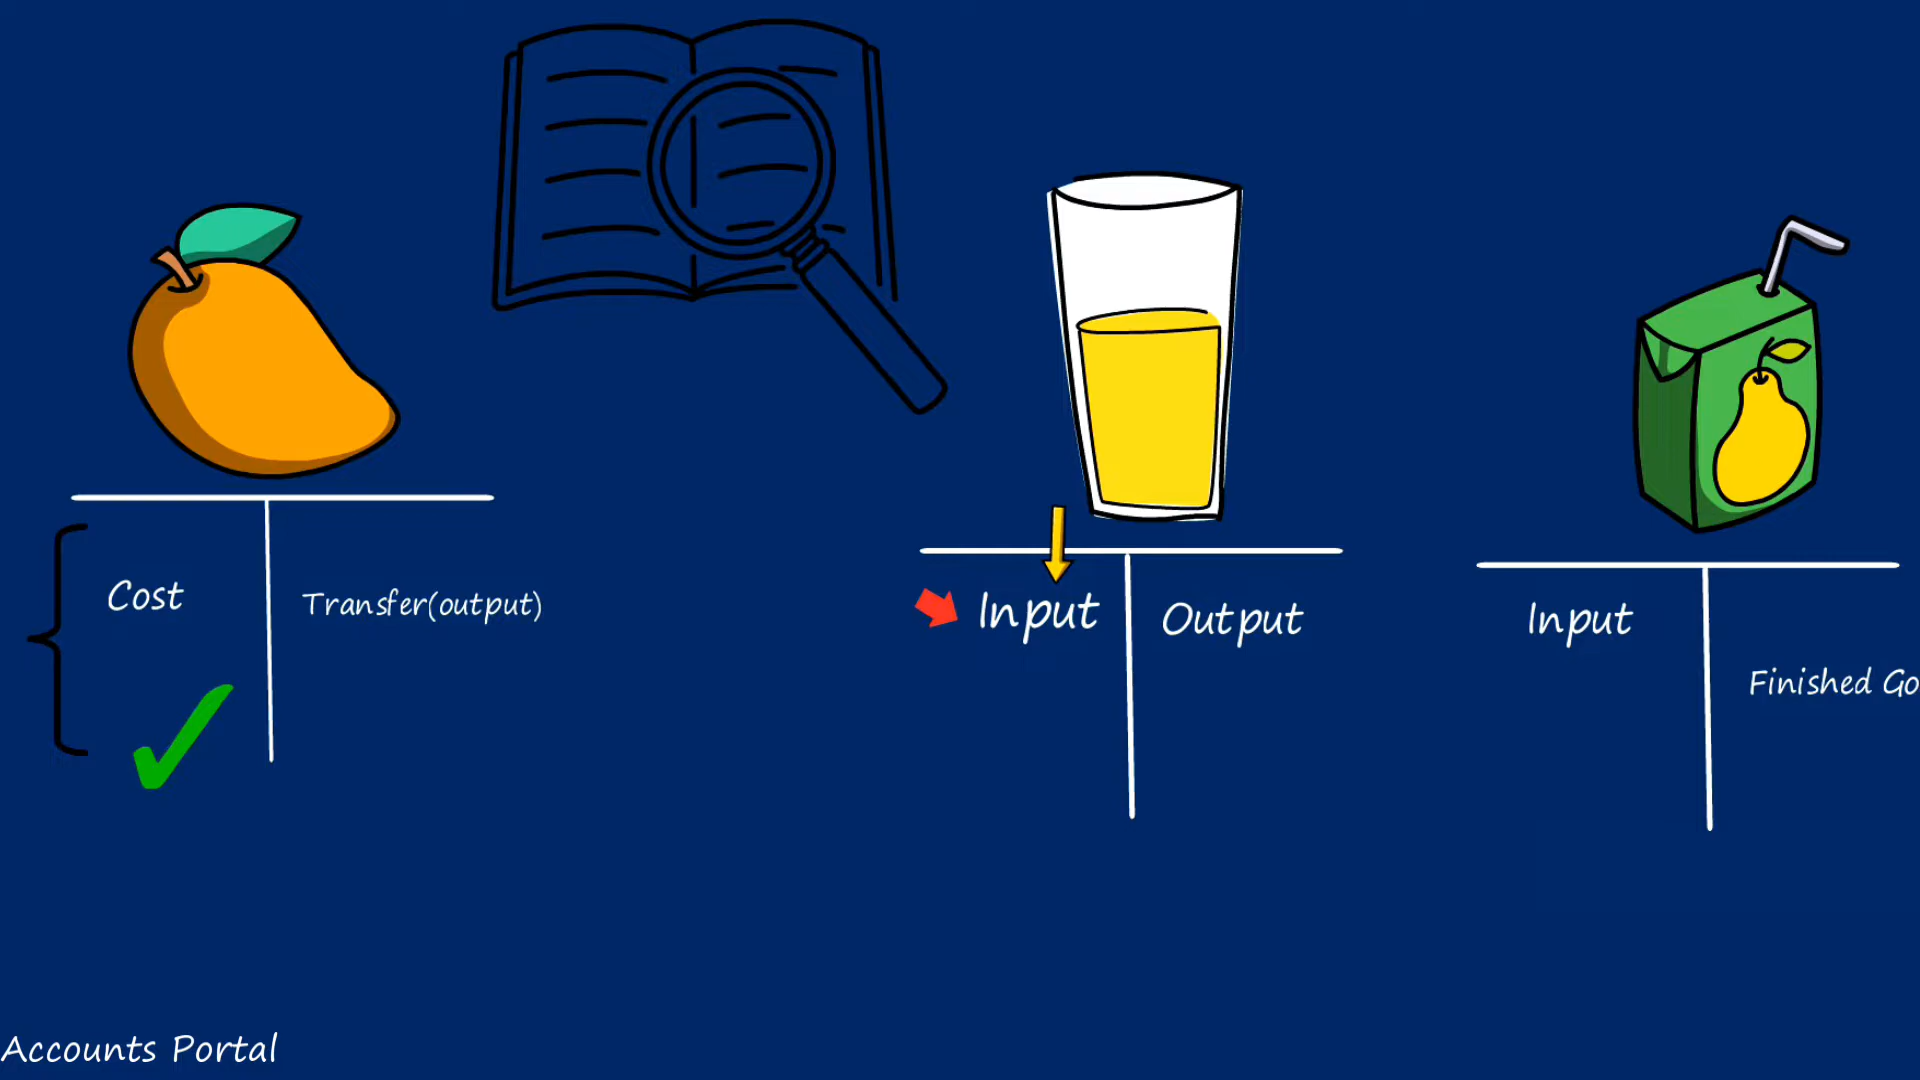 Cost
Transfer(output)
Input
Output
Input
Finished Go
Accounts Portal